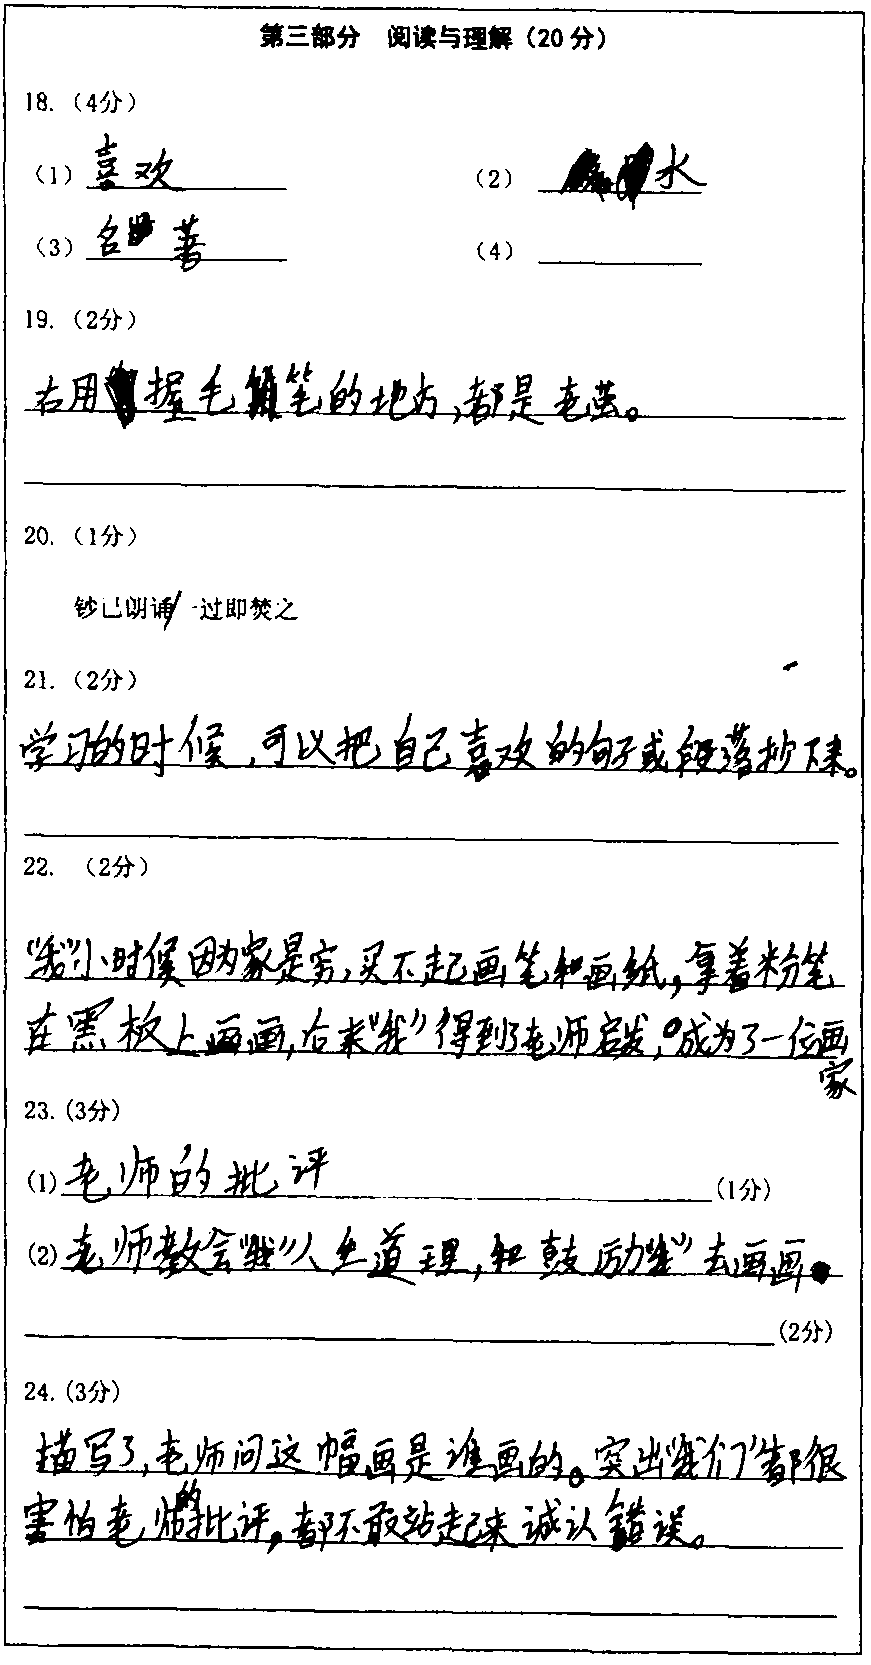 第三部分 阅读与理解（20分）
18.（4分）
（1）喜欢 （2）水
（3）名著 （4）
19.（2分）
右用握毛笔的地方,都是老茧。
20.（1分）
钞已朗诵/一过即焚之
21.（2分）
学习的时候,可以把自己喜欢的句子或段落抄下来。
22.（2分）
“我”小时候因为家是穷,买不起画笔和画纸,拿着粉笔
在黑板上画画,后来“我”得到了老师启发,成为了一位画
家
23.(3分)
(1)老师的批评 (1分)
(2)老师教会“我”人生道理,和鼓励“我”去画画。
(2分)
24.(3分)
描写了,老师问这幅画是谁画的。突出“我们”都很
害怕老师的批评,都不敢站起来诚认错误。